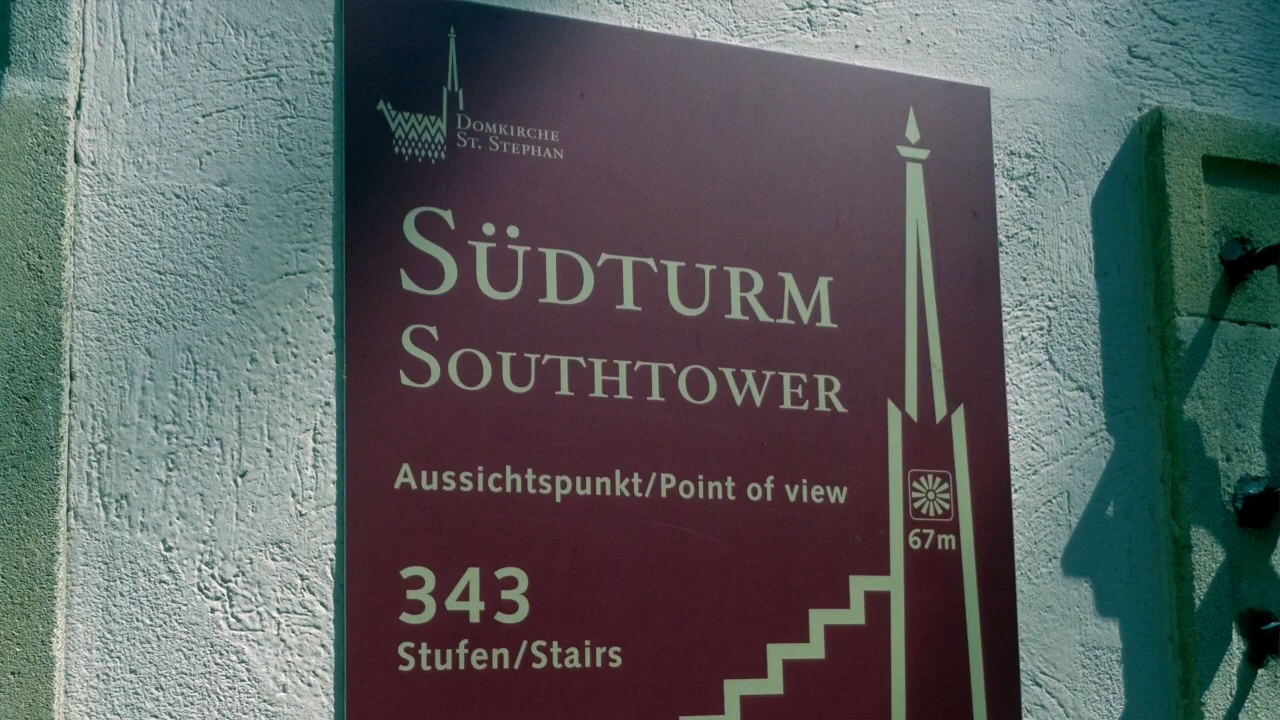 DOMKIRCHE
ST. STEPHAN
SÜDTURM
SOUTHTOWER
Aussichtspunkt/Point of view
67m
343
Stufen/Stairs